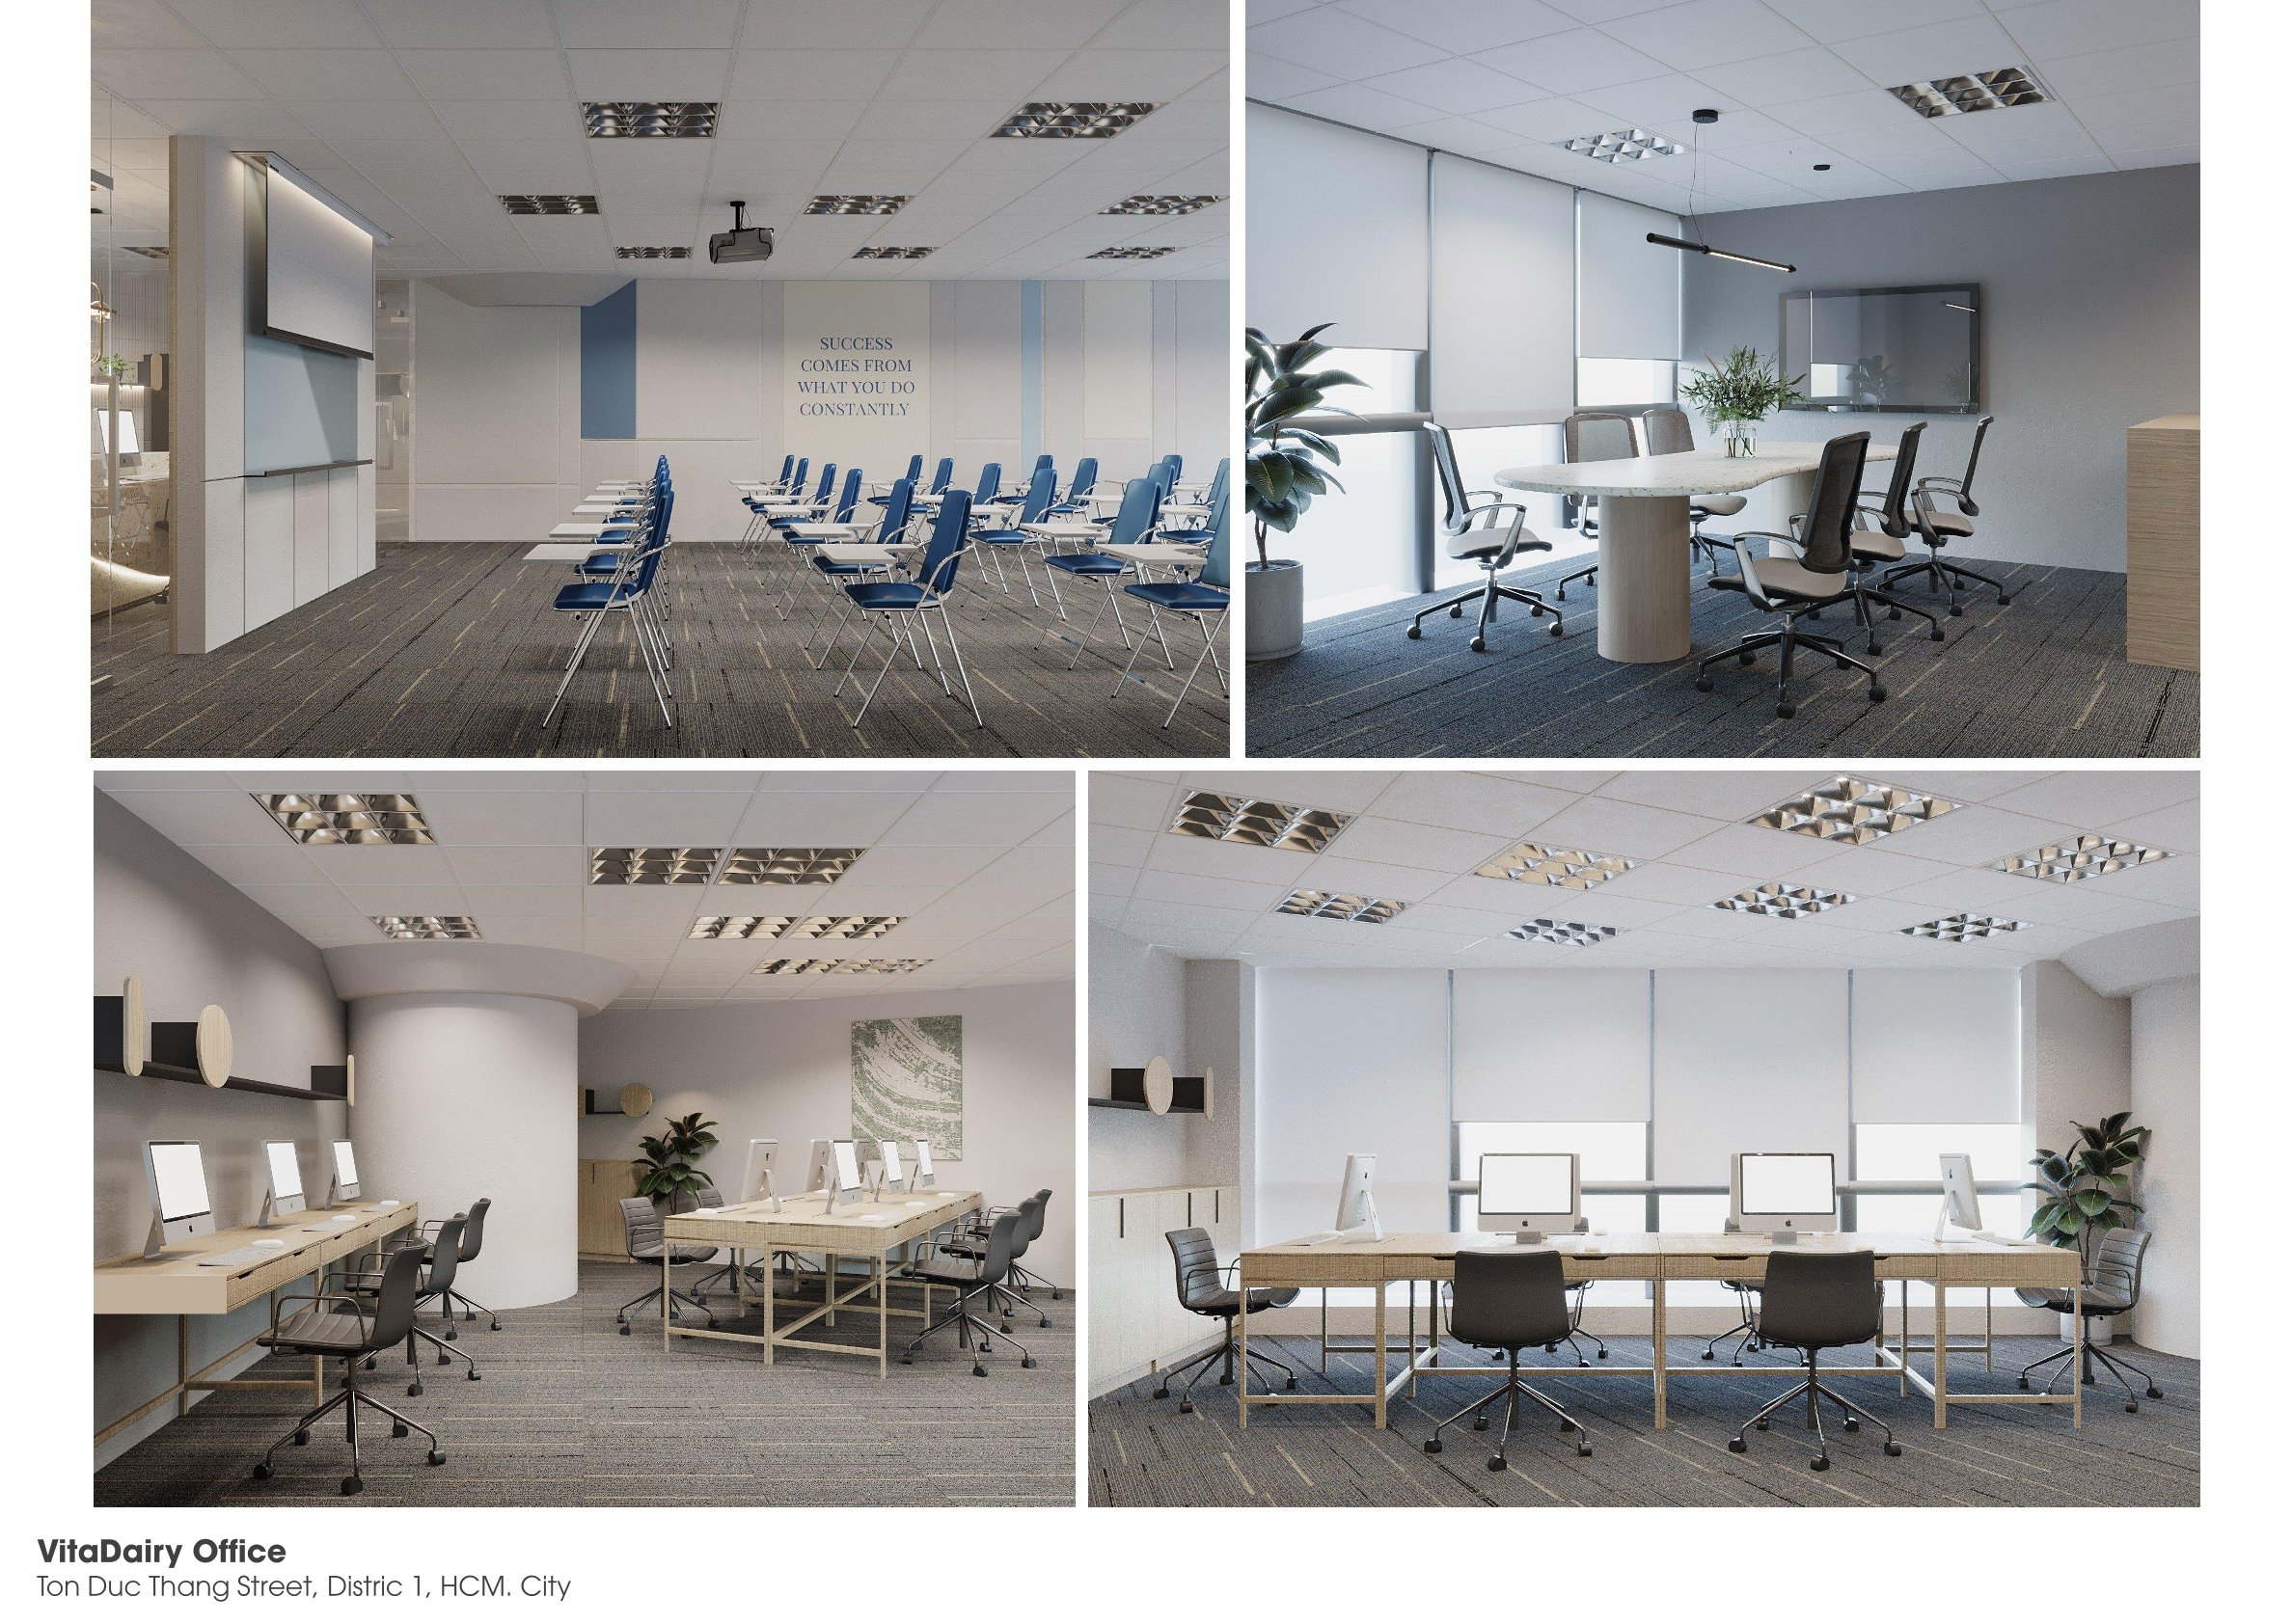 SUCCESS
COMES FROM
WHAT YOU DO
CONSTANTLY
VitaDairy Office
Ton Duc Thang Street, Distric 1, HCM. City